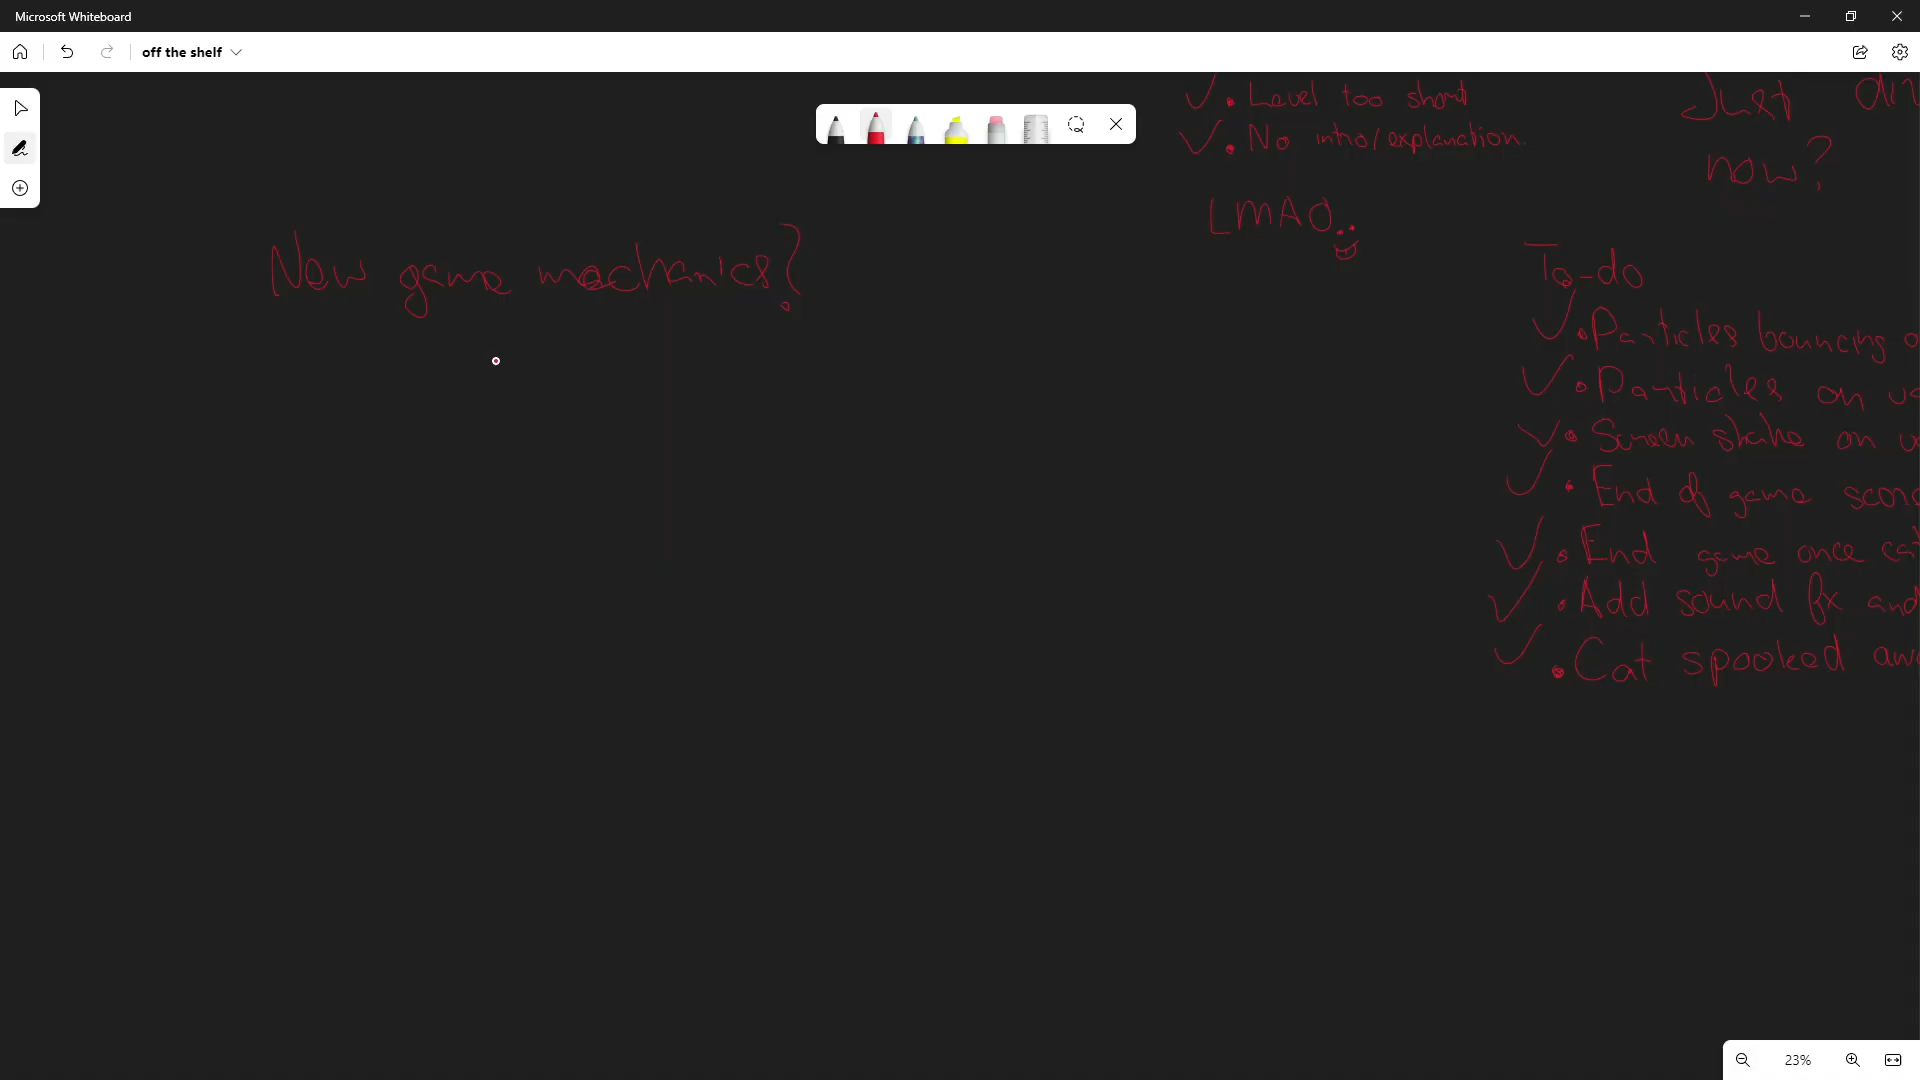 Microsoft Whiteboard
off the shelf
. Level too short
. No intro/explanation.
LMAO..
Just
now?
New game mechanics?
To-do
. Particles bouncing
. Particles on
. Screen shake on
. End of game
. End game once
. Add sound fx and
. Cat spooked
23%